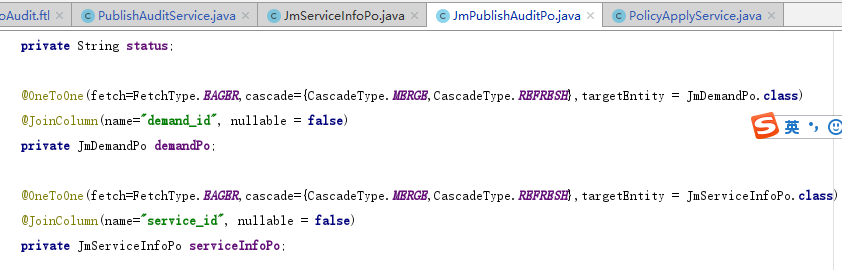 oAudit.ftl × PublishAuditService.java × JmServiceInfoPo.java × JmPublishAuditPo.java × PolicyApplyService.java ×
private String status;
@OneToOne(fetch=FetchType.EAGER,cascade={CascadeType.MERGE,CascadeType.REFRESH},targetEntity = JmDemandPo.class)
@JoinColumn(name="demand_id", nullable = false)
英
private JmDemandPo demandPo;
@OneToOne(fetch=FetchType.EAGER,cascade={CascadeType.MERGE,CascadeType.REFRESH},targetEntity = JmServiceInfoPo.class)
@JoinColumn(name="service_id", nullable = false)
private JmServiceInfoPo serviceInfoPo;